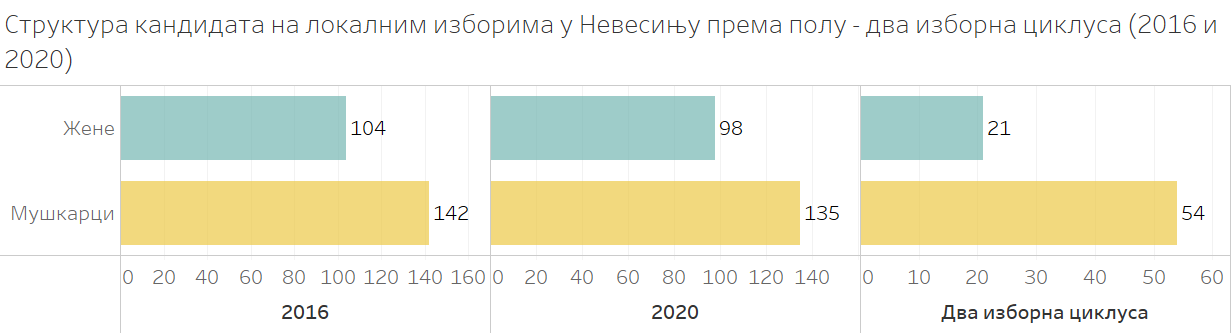 Структура кандидата на локалним изборима у Невесињу према полу - два изборна циклуса (2016 и
2020)
Жене 104 98 21
Мушкарци 142 135 54
0 20 40 60 80 100 120 140 160 0 20 40 60 80 100 120 140 0 10 20 30 40 50 60
2016 2020 Два изборна циклуса